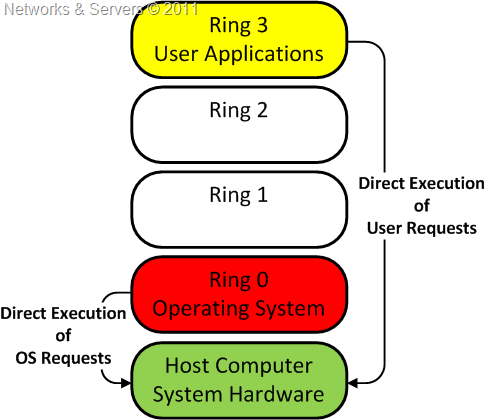 Networks & Servers © 2011
Ring 3
User Applications
Ring 2
Ring 1
Direct Execution
of
User Requests
Ring 0
Operating System
Direct Execution
of
OS Requests
Host Computer
System Hardware